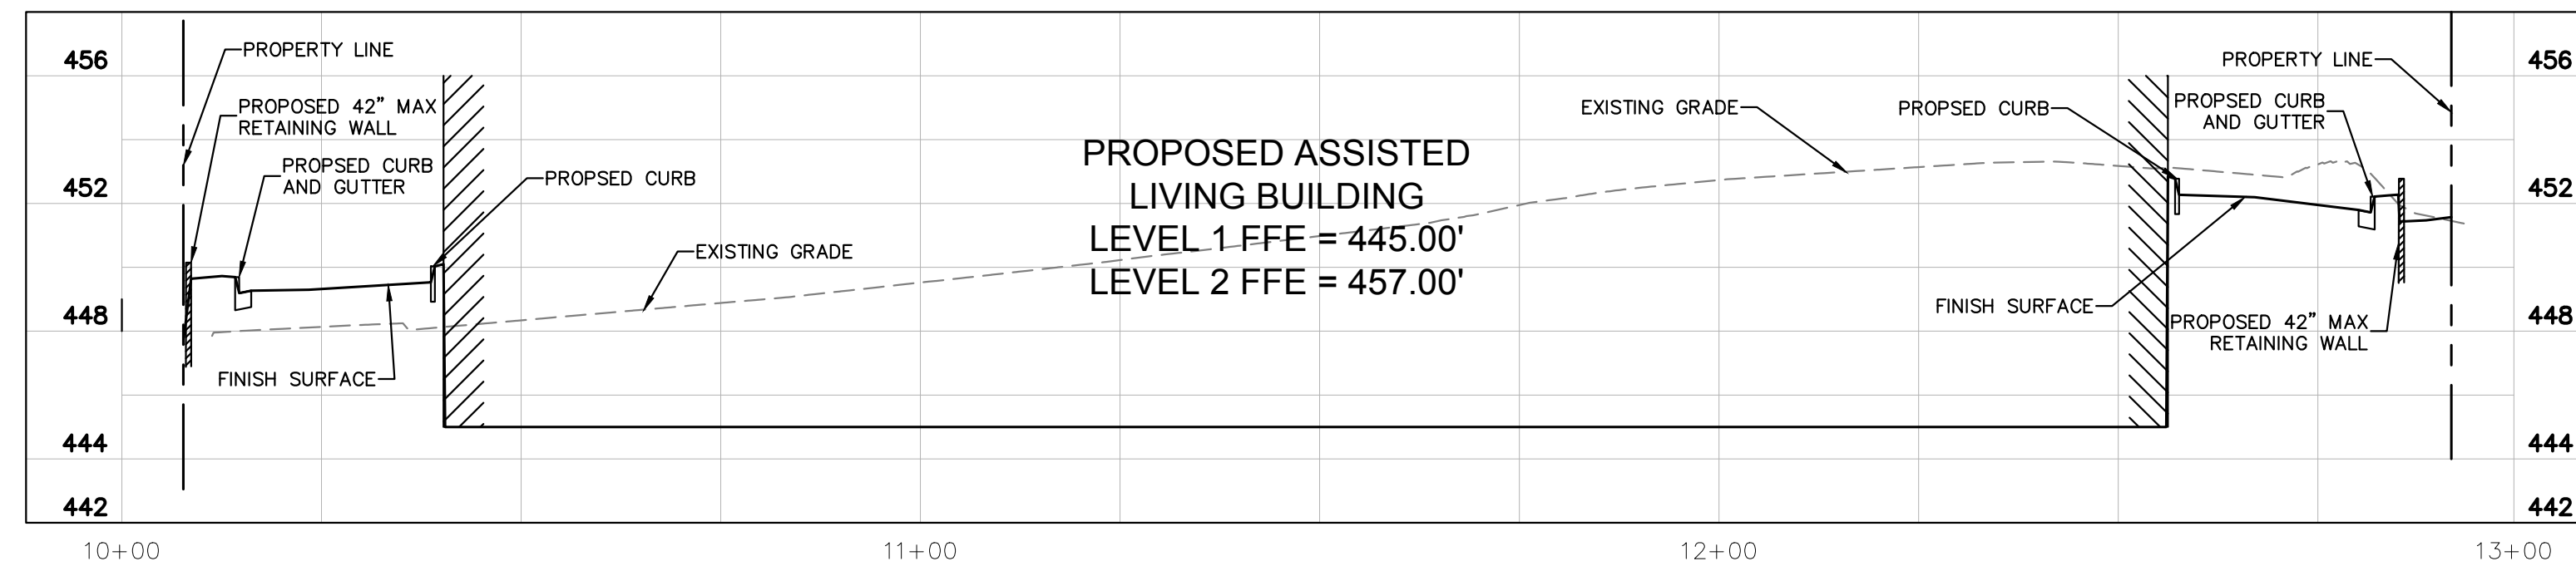 456
PROPERTY LINE
PROPOSED 42" MAX
RETAINING WALL
PROPSED CURB
AND GUTTER
PROPSED CURB
452
EXISTING GRADE
448
FINISH SURFACE
444
442
PROPOSED ASSISTED
LIVING BUILDING
LEVEL 1 FFE = 445.00'
LEVEL 2 FFE = 457.00'
EXISTING GRADE
PROPSED CURB
PROPERTY LINE
PROPSED CURB
AND GUTTER
FINISH SURFACE
PROPOSED 42" MAX
RETAINING WALL
456
452
448
444
442
10+00
11+00
12+00
13+00